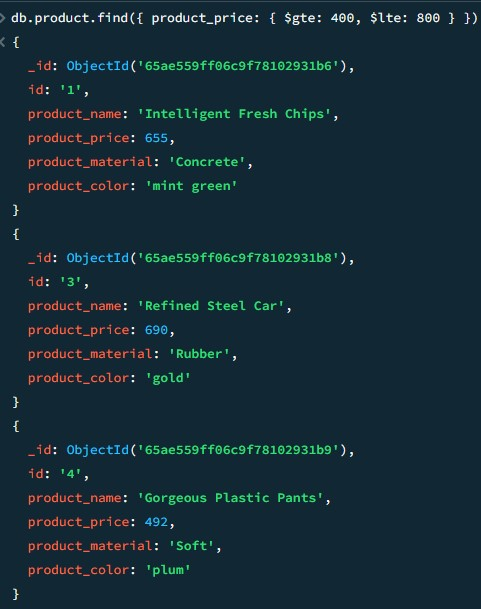 > db.product.find({ product_price: { $gte: 400, $lte: 800 } })
< {
_id: ObjectId('65ae559ff06c9f78102931b6'),
id: '1',
product_name: 'Intelligent Fresh Chips',
product_price: 655,
product_material: 'Concrete',
product_color: 'mint green'
}
{
_id: ObjectId('65ae559ff06c9f78102931b8'),
id: '3',
product_name: 'Refined Steel Car',
product_price: 690,
product_material: 'Rubber',
product_color: 'gold'
}
{
_id: ObjectId('65ae559ff06c9f78102931b9'),
id: '4',
product_name: 'Gorgeous Plastic Pants',
product_price: 492,
product_material: 'Soft',
product_color: 'plum'
}